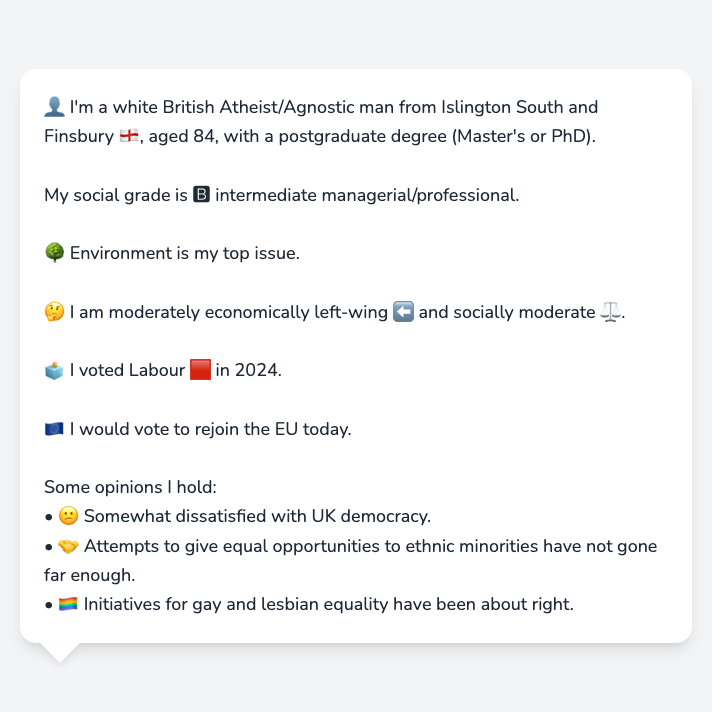 👤 I'm a white British Atheist/Agnostic man from Islington South and
Finsbury 🏴󠁧󠁢󠁥󠁮󠁧󠁿, aged 84, with a postgraduate degree (Master's or PhD).
My social grade is 🅱 intermediate managerial/professional.
🌳 Environment is my top issue.
🤔 I am moderately economically left-wing ⬅️ and socially moderate ⚖️.
🗳️ I voted Labour 🟥 in 2024.
🇪🇺 I would vote to rejoin the EU today.
Some opinions I hold:
• 😕 Somewhat dissatisfied with UK democracy.
• 🤝 Attempts to give equal opportunities to ethnic minorities have not gone
far enough.
• 🏳️‍🌈 Initiatives for gay and lesbian equality have been about right.